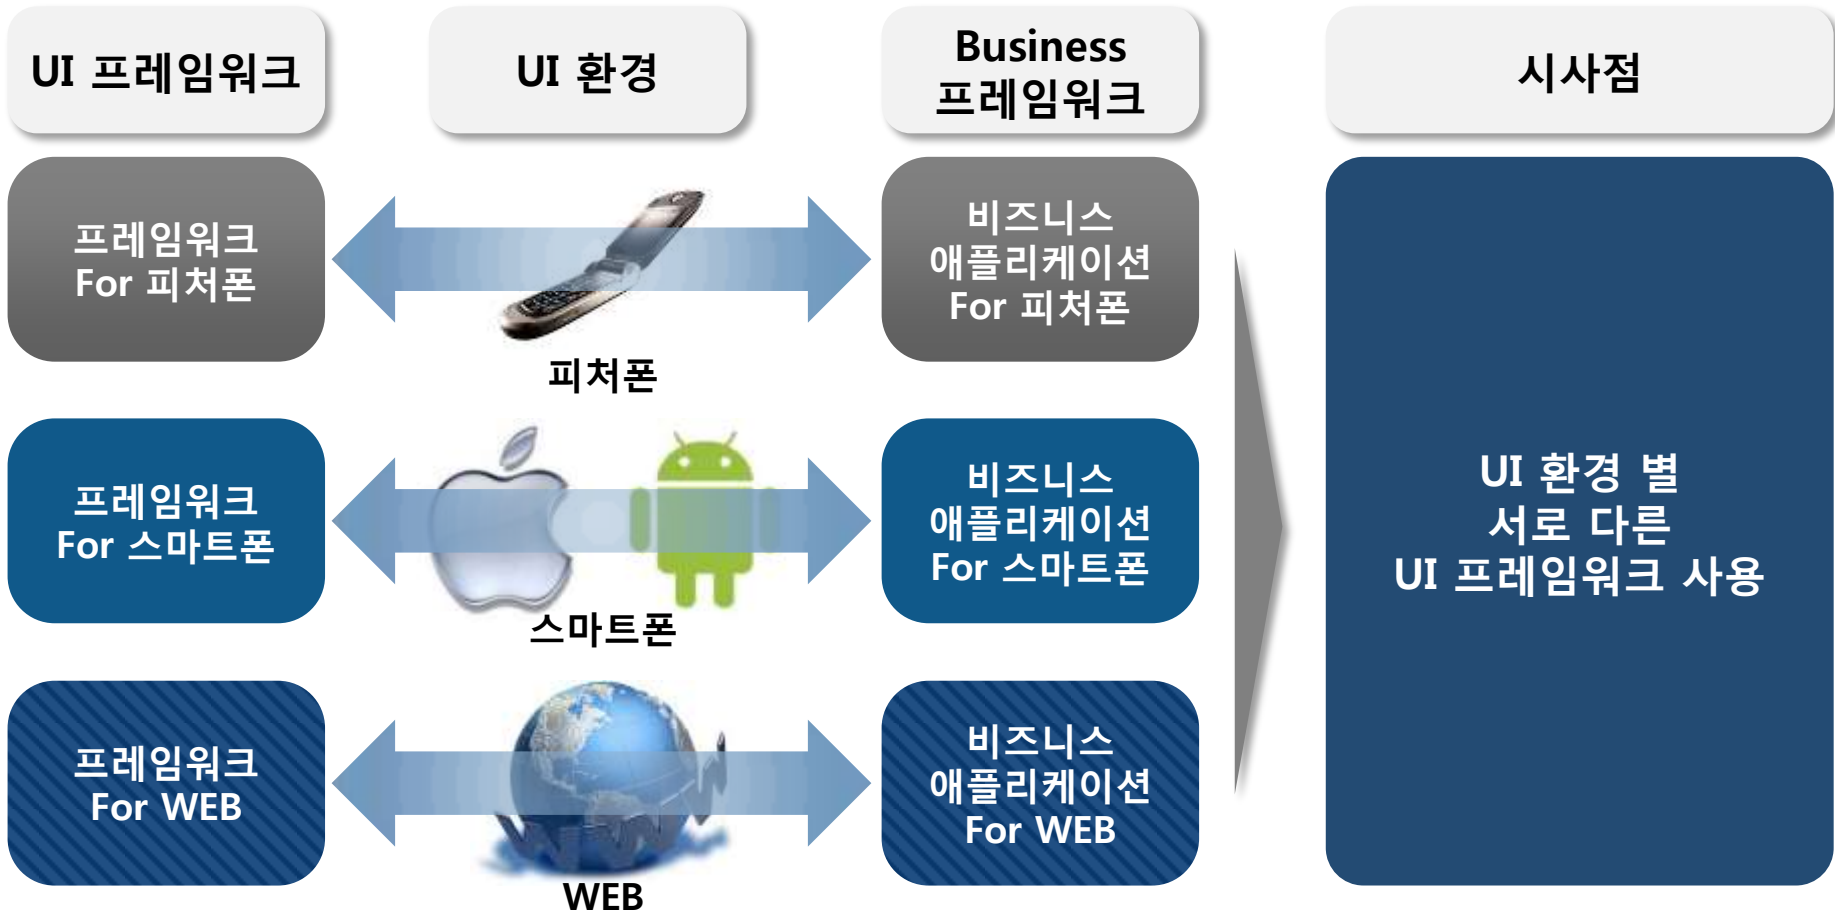 UI 프레임워크
UI 환경
Business
프레임워크
시사점
프레임워크
For 피처폰
피처폰
비즈니스
애플리케이션
For 피처폰
프레임워크
For 스마트폰
스마트폰
비즈니스
애플리케이션
For 스마트폰
프레임워크
For WEB
WWW
WEB
비즈니스
애플리케이션
For WEB
UI 환경 별
서로 다른
UI 프레임워크 사용